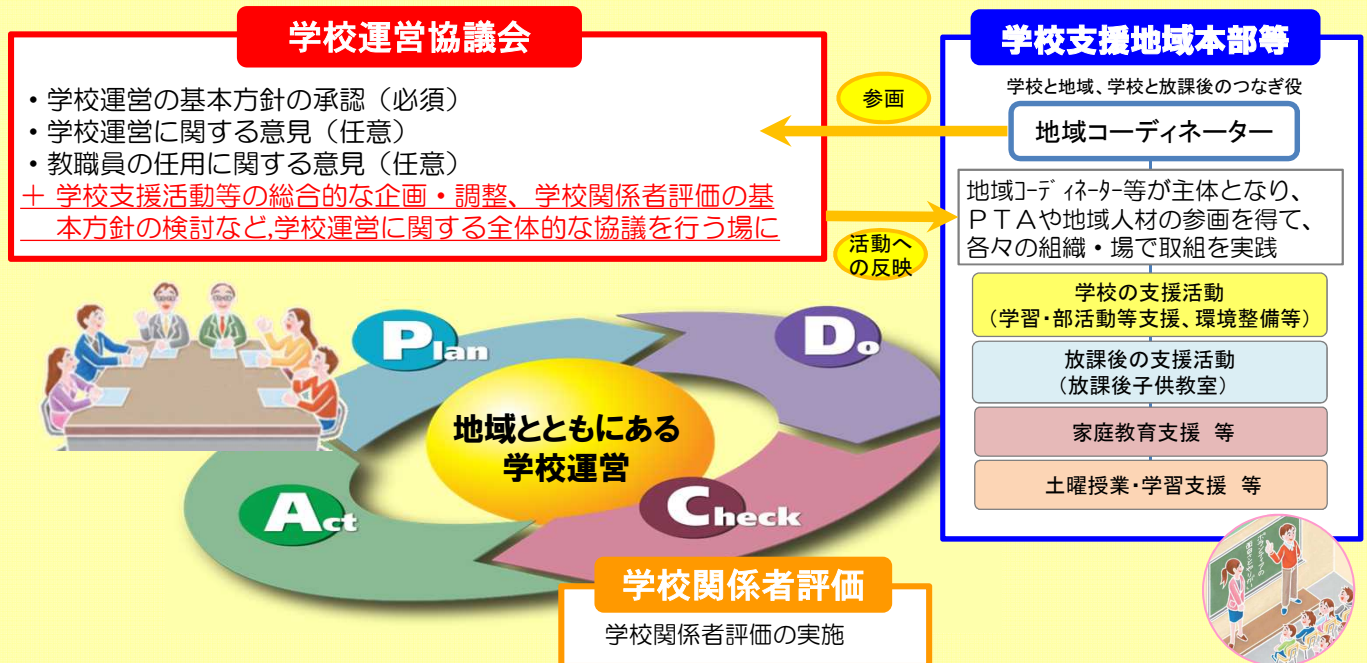 学校運営協議会
・学校運営の基本方針の承認（必須）
・学校運営に関する意見（任意）
・教職員の任用に関する意見（任意）
＋ 学校支援活動等の総合的な企画・調整、学校関係者評価の基
本方針の検討など,学校運営に関する全体的な協議を行う場に
参画
活動へ
の反映
学校支援地域本部等
学校と地域、学校と放課後のつなぎ役
地域コーディネーター
地域ｺｰﾃﾞｨﾈｰﾀｰ等が主体となり、
ＰＴＡや地域人材の参画を得て、
各々の組織・場で取組を実践
学校の支援活動
（学習・部活動等支援、環境整備等）
放課後の支援活動
（放課後子供教室）
家庭教育支援 等
土曜授業・学習支援 等
Plan
Do
地域とともにある
学校運営
Act
Check
学校関係者評価
学校関係者評価の実施